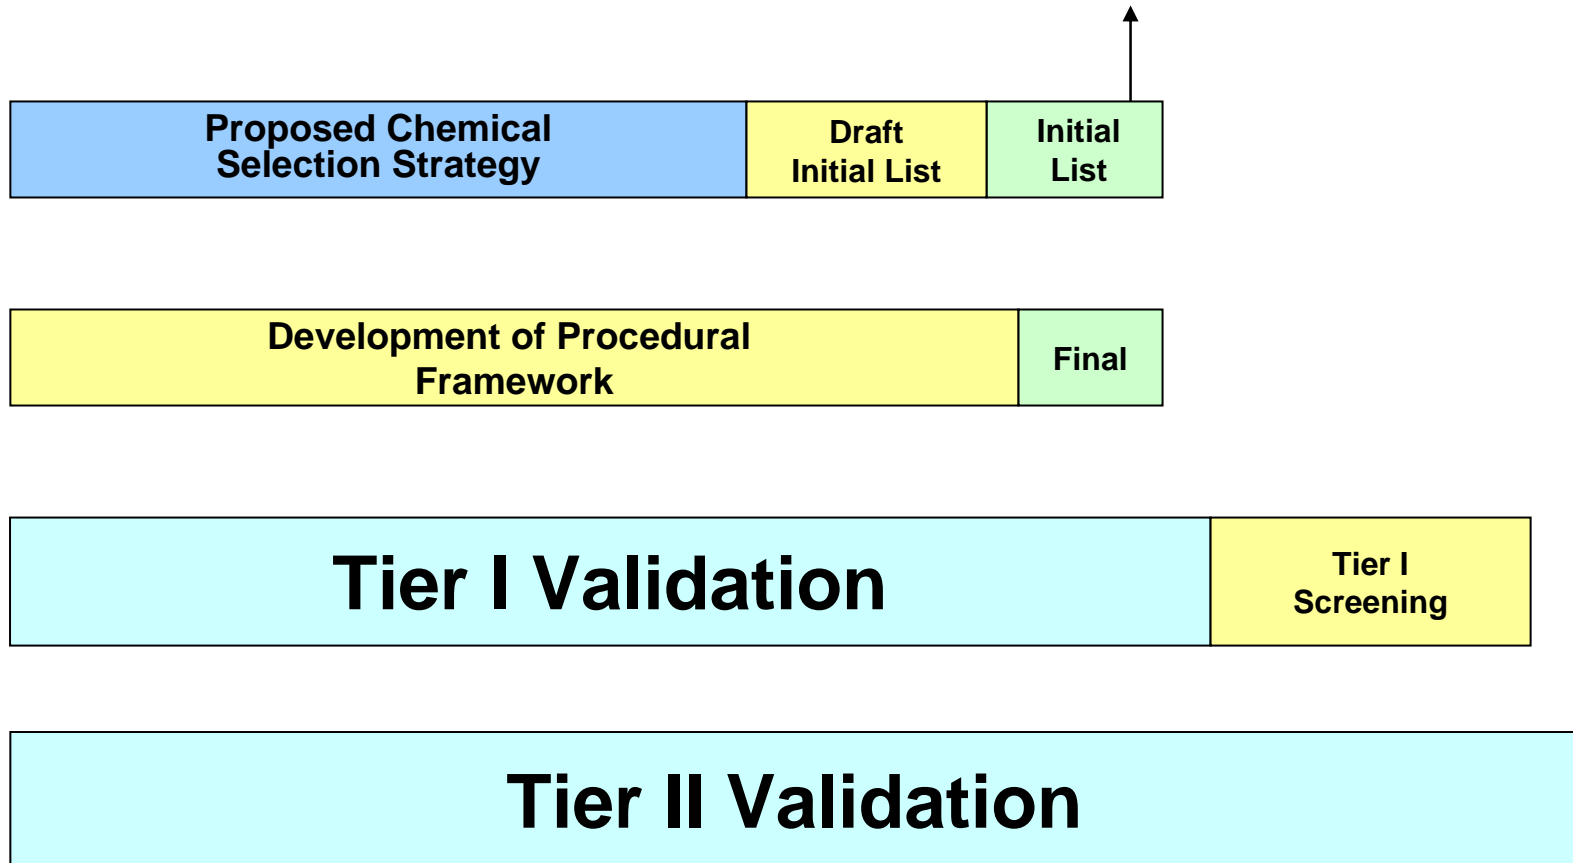 Proposed Chemical
Selection Strategy
Draft
Initial List
Initial
List
Development of Procedural
Framework
Final
Tier I Validation
Tier I
Screening
Tier II Validation